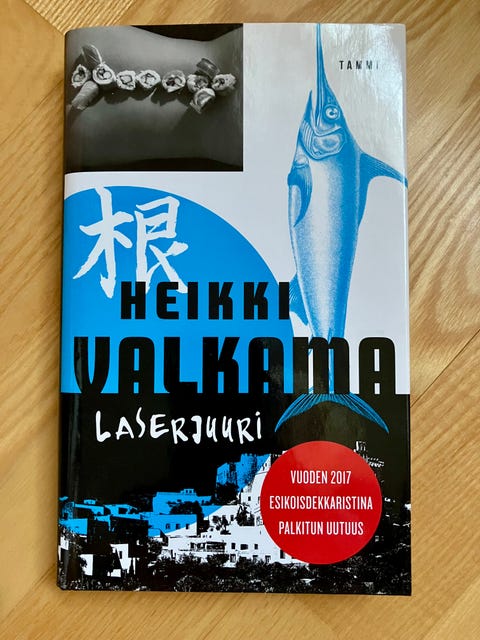 TAMMI
根
HEIKKI
VALKAMA
LASERJUURI
VUODEN 2017
ESIKOISDEKKARISTINA
PALKITUN UUTUUS